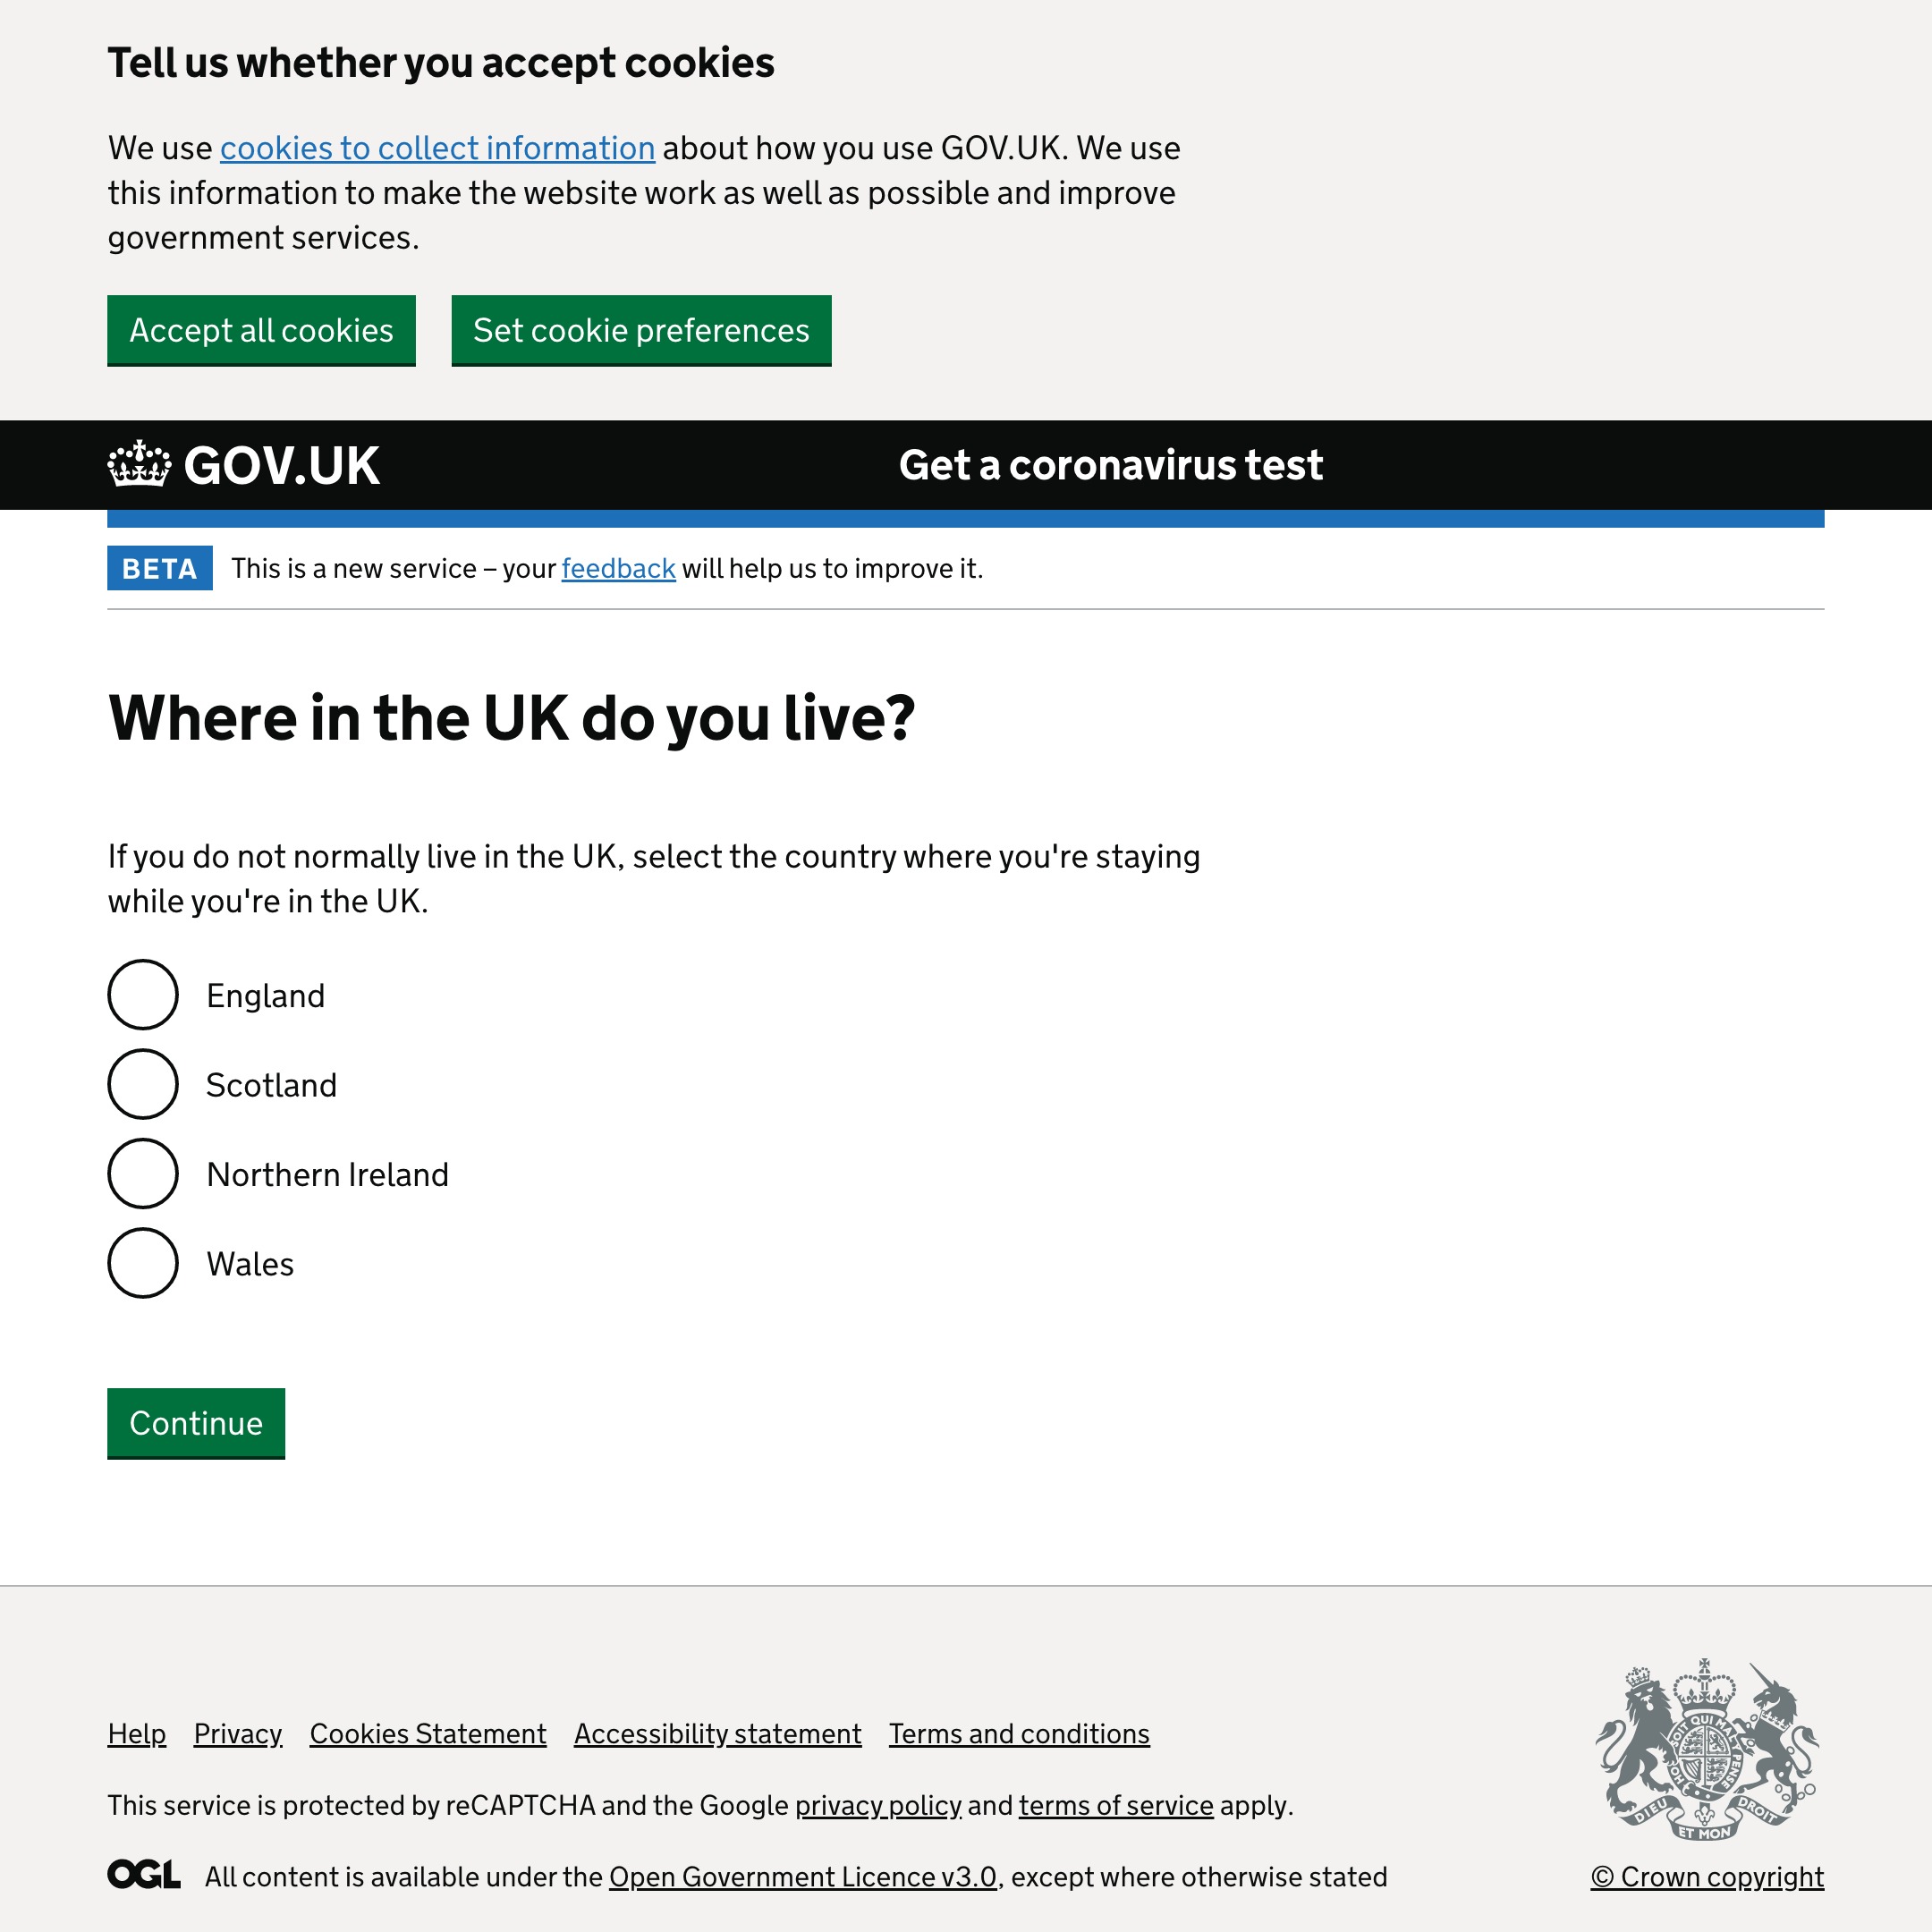 Tell us whether you accept cookies
We use cookies to collect information about how you use GOV.UK. We use
this information to make the website work as well as possible and improve
government services.
Accept all cookies
Set cookie preferences
GOV.UK
Get a coronavirus test
BETA
This is a new service – your feedback will help us to improve it.
Where in the UK do you live?
If you do not normally live in the UK, select the country where you're staying
while you're in the UK.
England
Scotland
Northern Ireland
Wales
Continue
Help Privacy Cookies Statement Accessibility statement Terms and conditions
This service is protected by reCAPTCHA and the Google privacy policy and terms of service apply.
DIEU ET MON DROIT
OGL All content is available under the Open Government Licence v3.0, except where otherwise stated
© Crown copyright